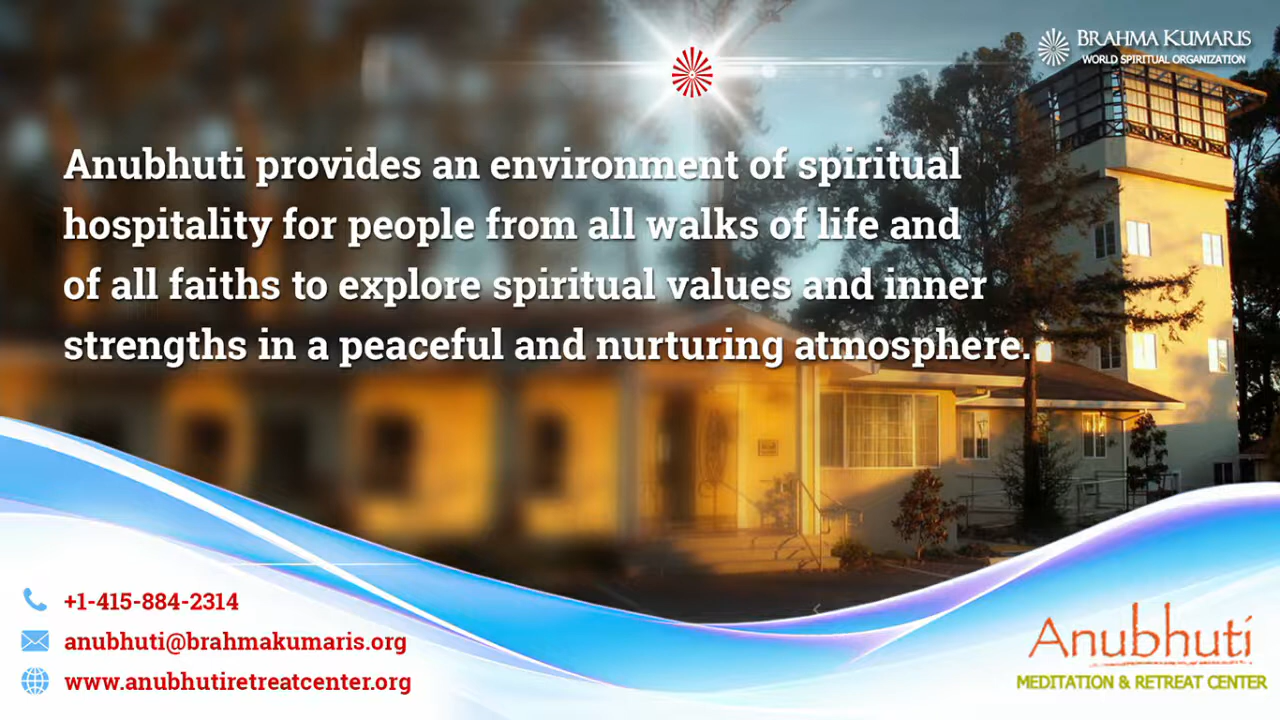 BRAHMA KUMARIS
WORLD SPIRITUAL ORGANIZATION
Anubhuti provides an environment of spiritual
hospitality for people from all walks of life and
of all faiths to explore spiritual values and inner
strengths in a peaceful and nurturing atmosphere.
+1-415-884-2314
anubhuti@brahmakumaris.org
www.anubhutiretreatcenter.org
Anubhuti
MEDITATION & RETREAT CENTER